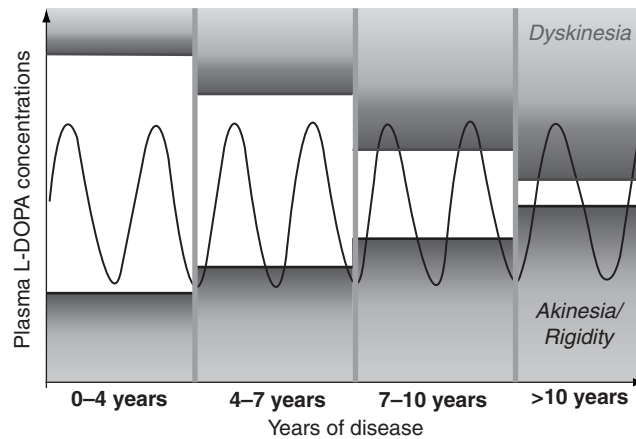 Plasma L-DOPA concentrations
Dyskinesia
Akinesia/
Rigidity
0–4 years
4–7 years
7–10 years
>10 years
Years of disease